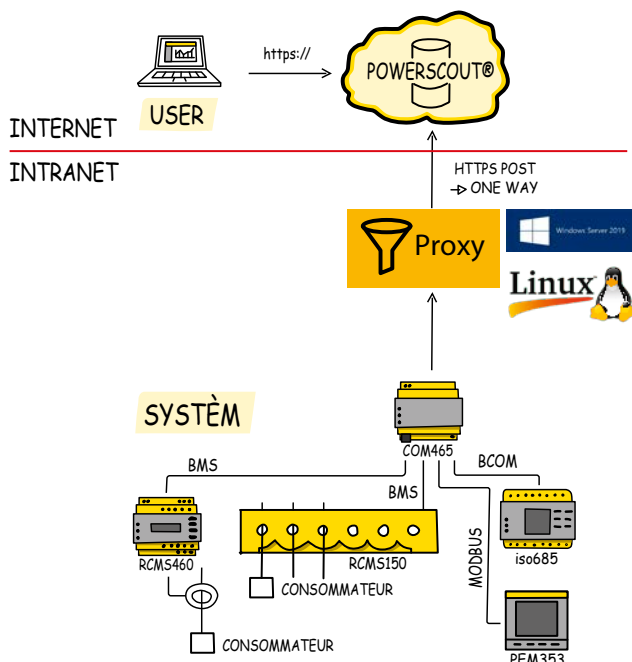 https://
POWERSCOUT®
USER
INTERNET
INTRANET
HTTPS POST
→ ONE WAY
Proxy
Windows Server 2019
Linux
SYSTÈM
COM465
BMS
BCOM
BMS
MODBUS
RCMS460
RCMS150
iso685
CONSOMMATEUR
CONSOMMATEUR
PEM353